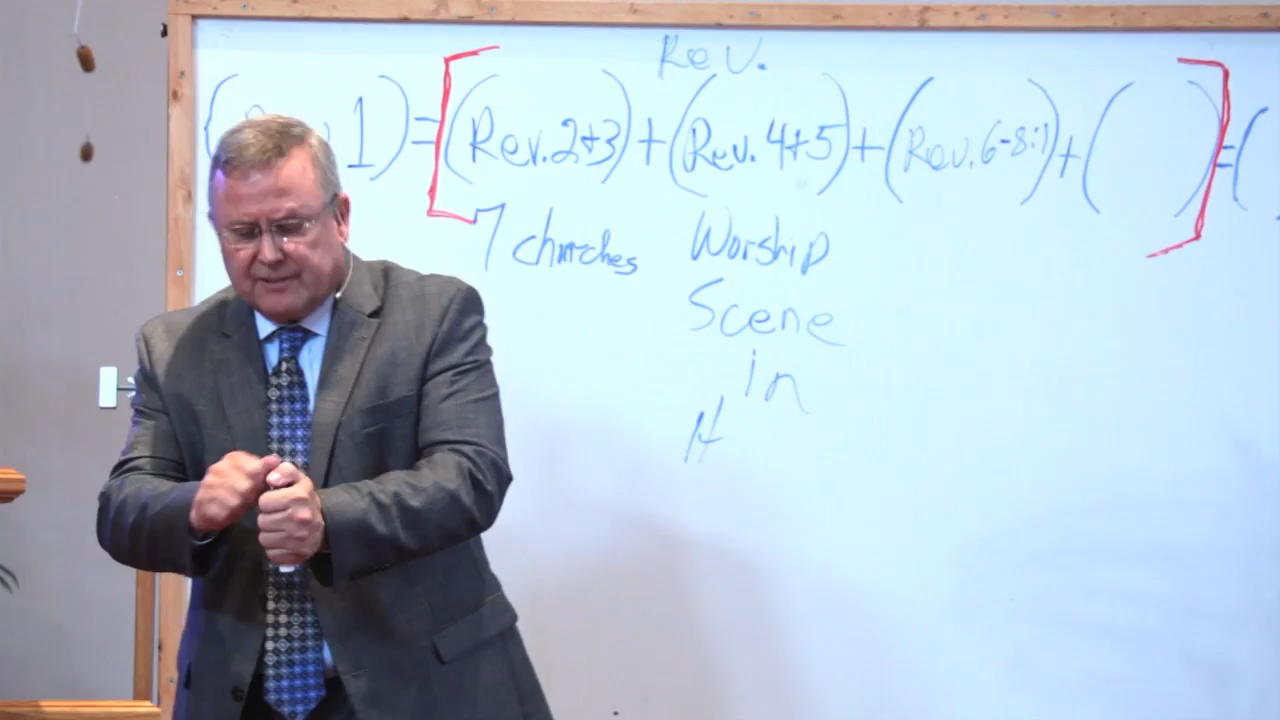 Rev.
1) = [(Rev. 2+3) + (Rev. 4+5) + (Rev. 6-8:1) + ( )] = (
7 churches Worship
Scene
in
H